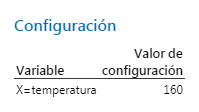 Configuración
Valor de
Variable configuración
X=temperatura 160